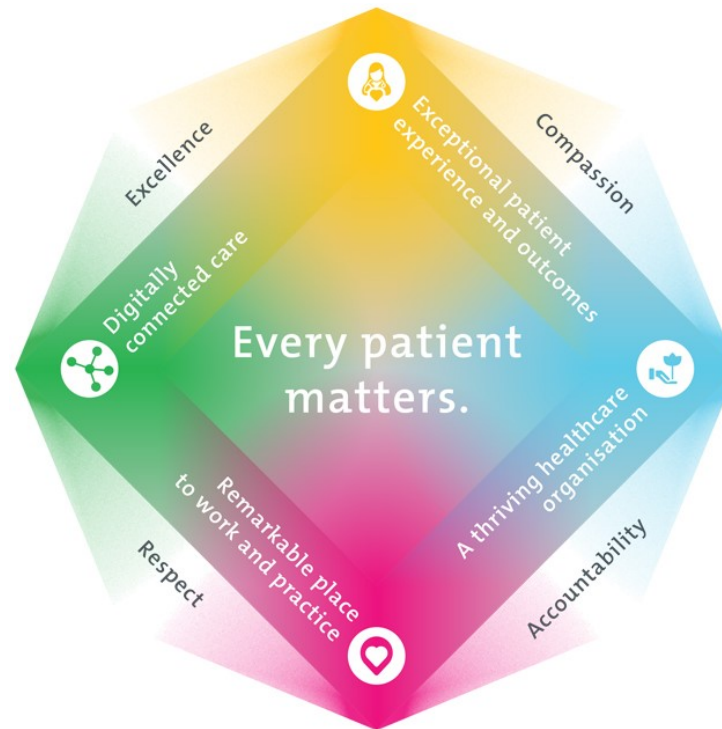 Excellence
Compassion
Exceptional patient
experience and outcomes
Digitally
connected care
Every patient
matters.
Remarkable place
to work and practice
A thriving healthcare
organisation
Respect
Accountability